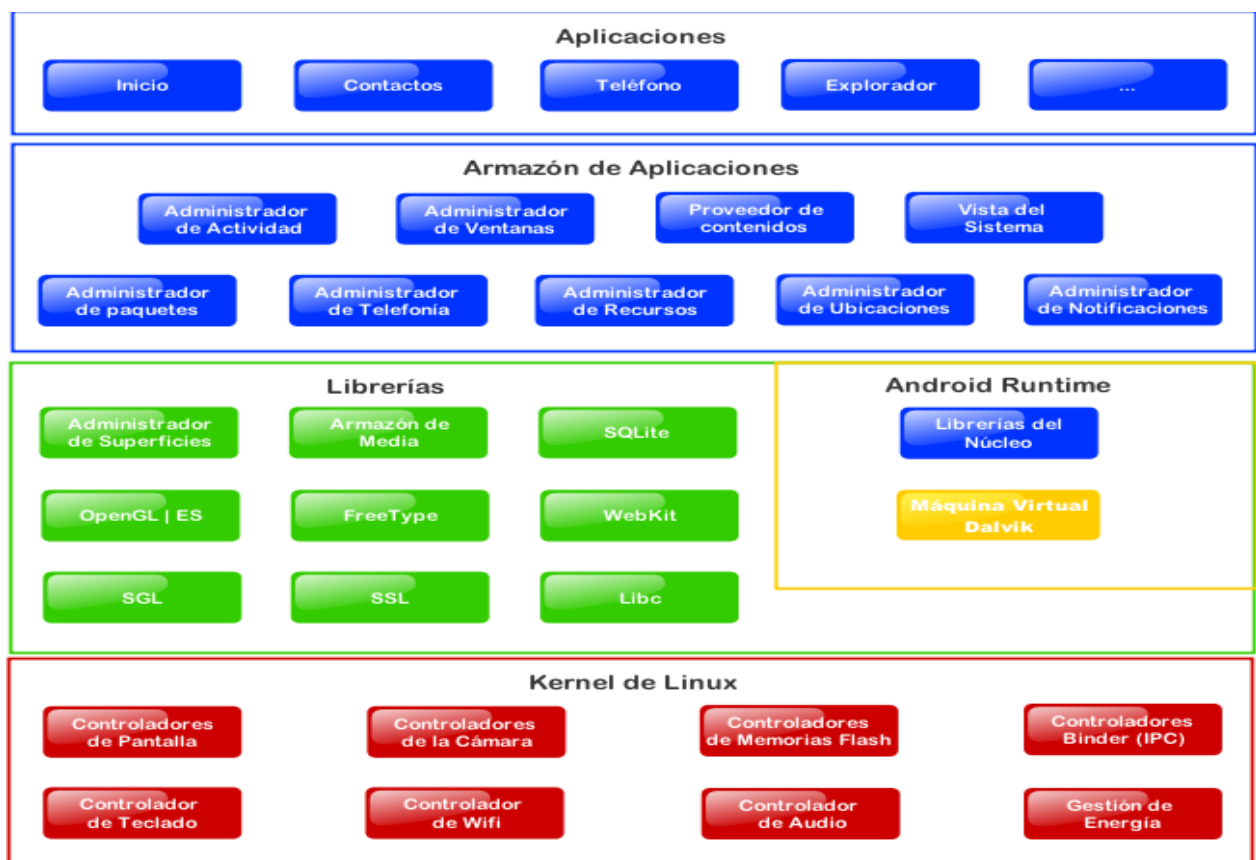 Aplicaciones
Inicio
Contactos
Teléfono
Explorador
...
Armazón de Aplicaciones
Administrador
de Actividad
Administrador
de Ventanas
Proveedor de
contenidos
Vista del
Sistema
Administrador
de paquetes
Administrador
de Telefonía
Administrador
de Recursos
Administrador
de Ubicaciones
Administrador
de Notificaciones
Librerías
Administrador
de Superficies
Armazón de
Media
SQLite
OpenGL | ES
FreeType
WebKit
SGL
SSL
Libc
Android Runtime
Librerías del
Núcleo
Máquina Virtual
Dalvik
Kernel de Linux
Controladores
de Pantalla
Controladores
de la Cámara
Controladores
de Memorias Flash
Controladores
Binder (IPC)
Controlador
de Teclado
Controlador
de Wifi
Controlador
de Audio
Gestión de
Energía